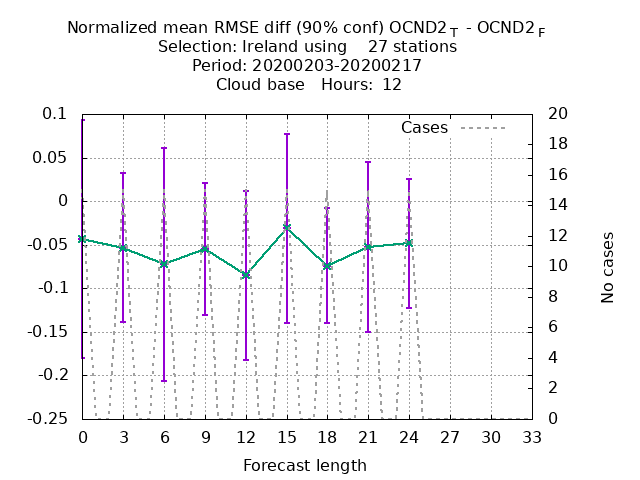 Normalized mean RMSE diff (90% conf) OCND2 T - OCND2 F
Selection: Ireland using 27 stations
Period: 20200203-20200217
Cloud base Hours: 12
Cases
0.1
0.05
0
-0.05
-0.1
-0.15
-0.2
-0.25
20
18
16
14
12
10
8
6
4
2
0
No cases
0 3 6 9 12 15 18 21 24 27 30 33
Forecast length